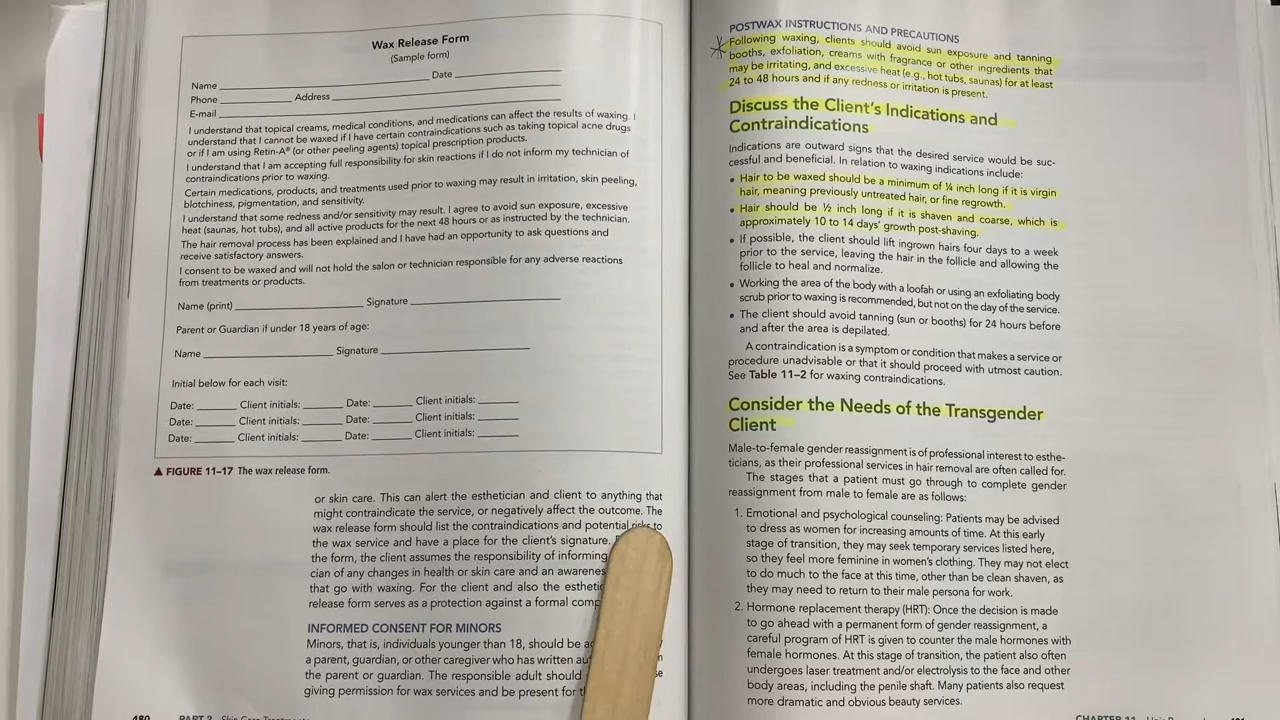 Wax Release Form
(Sample form)
Name Date
Phone Address
E-mail
I understand that topical creams, medical conditions, and medications can affect the results of waxing. I
understand that I cannot be waxed if I have certain contraindications such as taking topical acne drugs
or if I am using Retin-A® (or other peeling agents) topical prescription products.
I understand that I am accepting full responsibility for skin reactions if I do not inform my technician of
contraindications prior to waxing.
Certain medications, products, and treatments used prior to waxing may result in irritation, skin peeling,
blotchiness, pigmentation, and sensitivity.
I understand that some redness and/or sensitivity may result. I agree to avoid sun exposure, excessive
heat (saunas, hot tubs), and all active products for the next 48 hours or as instructed by the technician.
The hair removal process has been explained and I have had an opportunity to ask questions and
receive satisfactory answers.
I consent to be waxed and will not hold the salon or technician responsible for any adverse reactions
from treatments or products.
Name (print) Signature
Parent or Guardian if under 18 years of age:
Name Signature
Initial below for each visit:
Date: Client initials: Date: Client initials:
Date: Client initials: Date: Client initials:
Date: Client initials: Date: Client initials:
▲ FIGURE 11–17 The wax release form.
or skin care. This can alert the esthetician and client to anything that
might contraindicate the service, or negatively affect the outcome. The
wax release form should list the contraindications and potential risks to
the wax service and have a place for the client's signature.
the form, the client assumes the responsibility of informing
cian of any changes in health or skin care and an awarenes
that go with waxing. For the client and also the estheti
release form serves as a protection against a formal comp
INFORMED CONSENT FOR MINORS
Minors, that is, individuals younger than 18, should be ac
a parent, guardian, or other caregiver who has written au
the parent or guardian. The responsible adult should
giving permission for wax services and be present for t
480 PART 3 Skin Care Treatments
POSTWAX INSTRUCTIONS AND PRECAUTIONS
Following waxing, clients should avoid sun exposure and tanning
booths, exfoliation, creams with fragrance or other ingredients that
may be irritating, and excessive heat (e.g., hot tubs, saunas) for at least
24 to 48 hours and if any redness or irritation is present.
Discuss the Client's Indications and
Contraindications
Indications are outward signs that the desired service would be suc-
cessful and beneficial. In relation to waxing indications include:
• Hair to be waxed should be a minimum of ¼ inch long if it is virgin
hair, meaning previously untreated hair, or fine regrowth.
• Hair should be ½ inch long if it is shaven and coarse, which is
approximately 10 to 14 days' growth post-shaving.
• If possible, the client should lift ingrown hairs four days to a week
prior to the service, leaving the hair in the follicle and allowing the
follicle to heal and normalize.
• Working the area of the body with a loofah or using an exfoliating body
scrub prior to waxing is recommended, but not on the day of the service.
• The client should avoid tanning (sun or booths) for 24 hours before
and after the area is depilated.
A contraindication is a symptom or condition that makes a service or
procedure unadvisable or that it should proceed with utmost caution.
See Table 11–2 for waxing contraindications.
Consider the Needs of the Transgender
Client
Male-to-female gender reassignment is of professional interest to esthe-
ticians, as their professional services in hair removal are often called for.
The stages that a patient must go through to complete gender
reassignment from male to female are as follows:
1. Emotional and psychological counseling: Patients may be advised
to dress as women for increasing amounts of time. At this early
stage of transition, they may seek temporary services listed here,
so they feel more feminine in women's clothing. They may not elect
to do much to the face at this time, other than be clean shaven, as
they may need to return to their male persona for work.
2. Hormone replacement therapy (HRT): Once the decision is made
to go ahead with a permanent form of gender reassignment, a
careful program of HRT is given to counter the male hormones with
female hormones. At this stage of transition, the patient also often
undergoes laser treatment and/or electrolysis to the face and other
body areas, including the penile shaft. Many patients also request
more dramatic and obvious beauty services.
CHAPTER 11